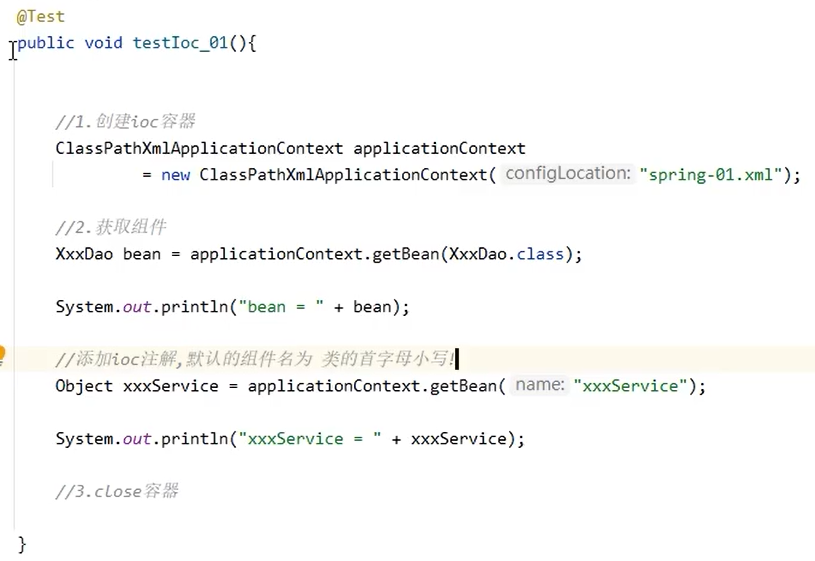 @Test
public void testIoc_01(){
//1.创建ioc容器
ClassPathXmlApplicationContext applicationContext
= new ClassPathXmlApplicationContext( configLocation: "spring-01.xml");
//2.获取组件
XxxDao bean = applicationContext.getBean(XxxDao.class);
System.out.println("bean = " + bean);
//添加ioc注解,默认的组件名为 类的首字母小写!
Object xxxService = applicationContext.getBean( name: "xxxService");
System.out.println("xxxService = " + xxxService);
//3.close容器
}